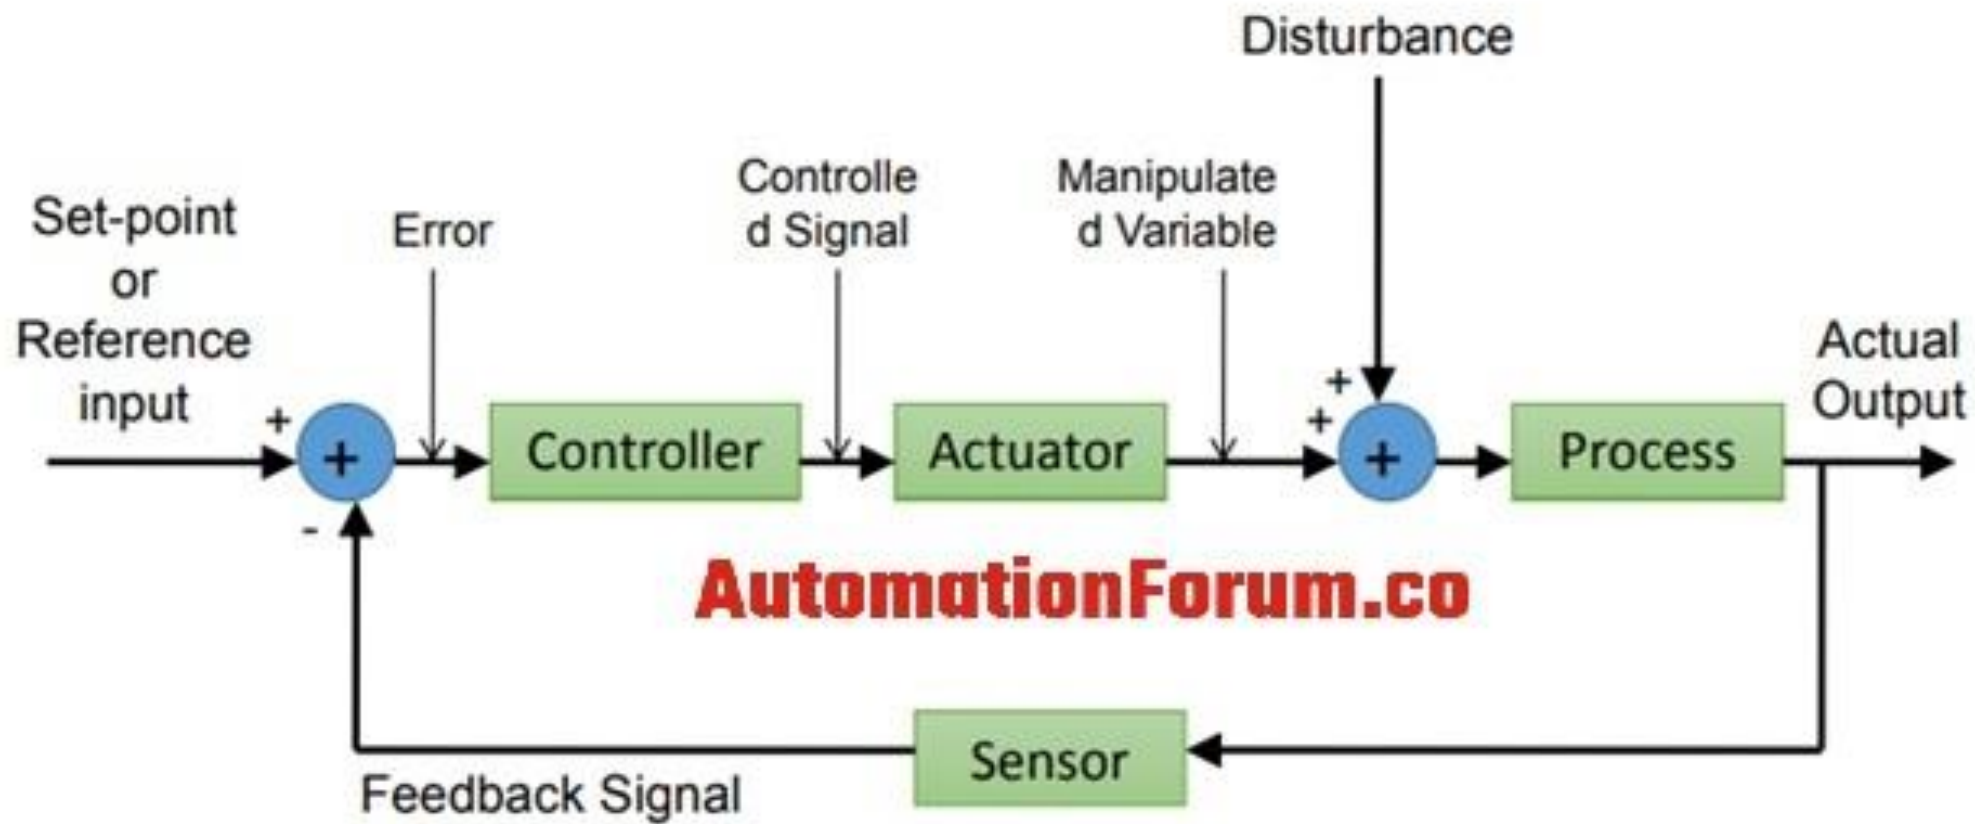 Disturbance
Controlle
d Signal
Manipulate
d Variable
Set-point
or
Reference
input
Error
Actual
Output
+
+
-
Controller
Actuator
+
+
+
Process
AutomationForum.co
Sensor
Feedback Signal